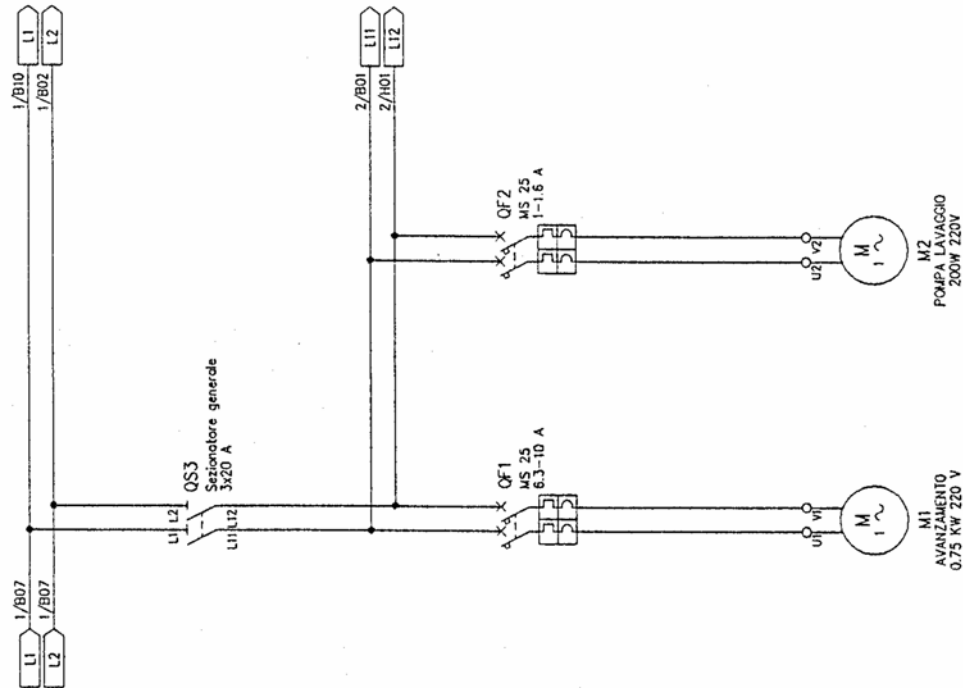 L1
L2
1/B10
1/B02
L11
L12
2/B01
2/H01
QF2
MS 25
1-1.6 A
U2
V2
M
1 ~
M2
POMPA LAVAGGIO
200W 220V
QS3
Sezionatore generale
3x20 A
L1
L2
L11
L12
QF1
MS 25
6.3-10 A
U1
V1
M
1 ~
M1
AVANZAMENTO
0.75 KW 220 V
1/B07
1/B07
L1
L2